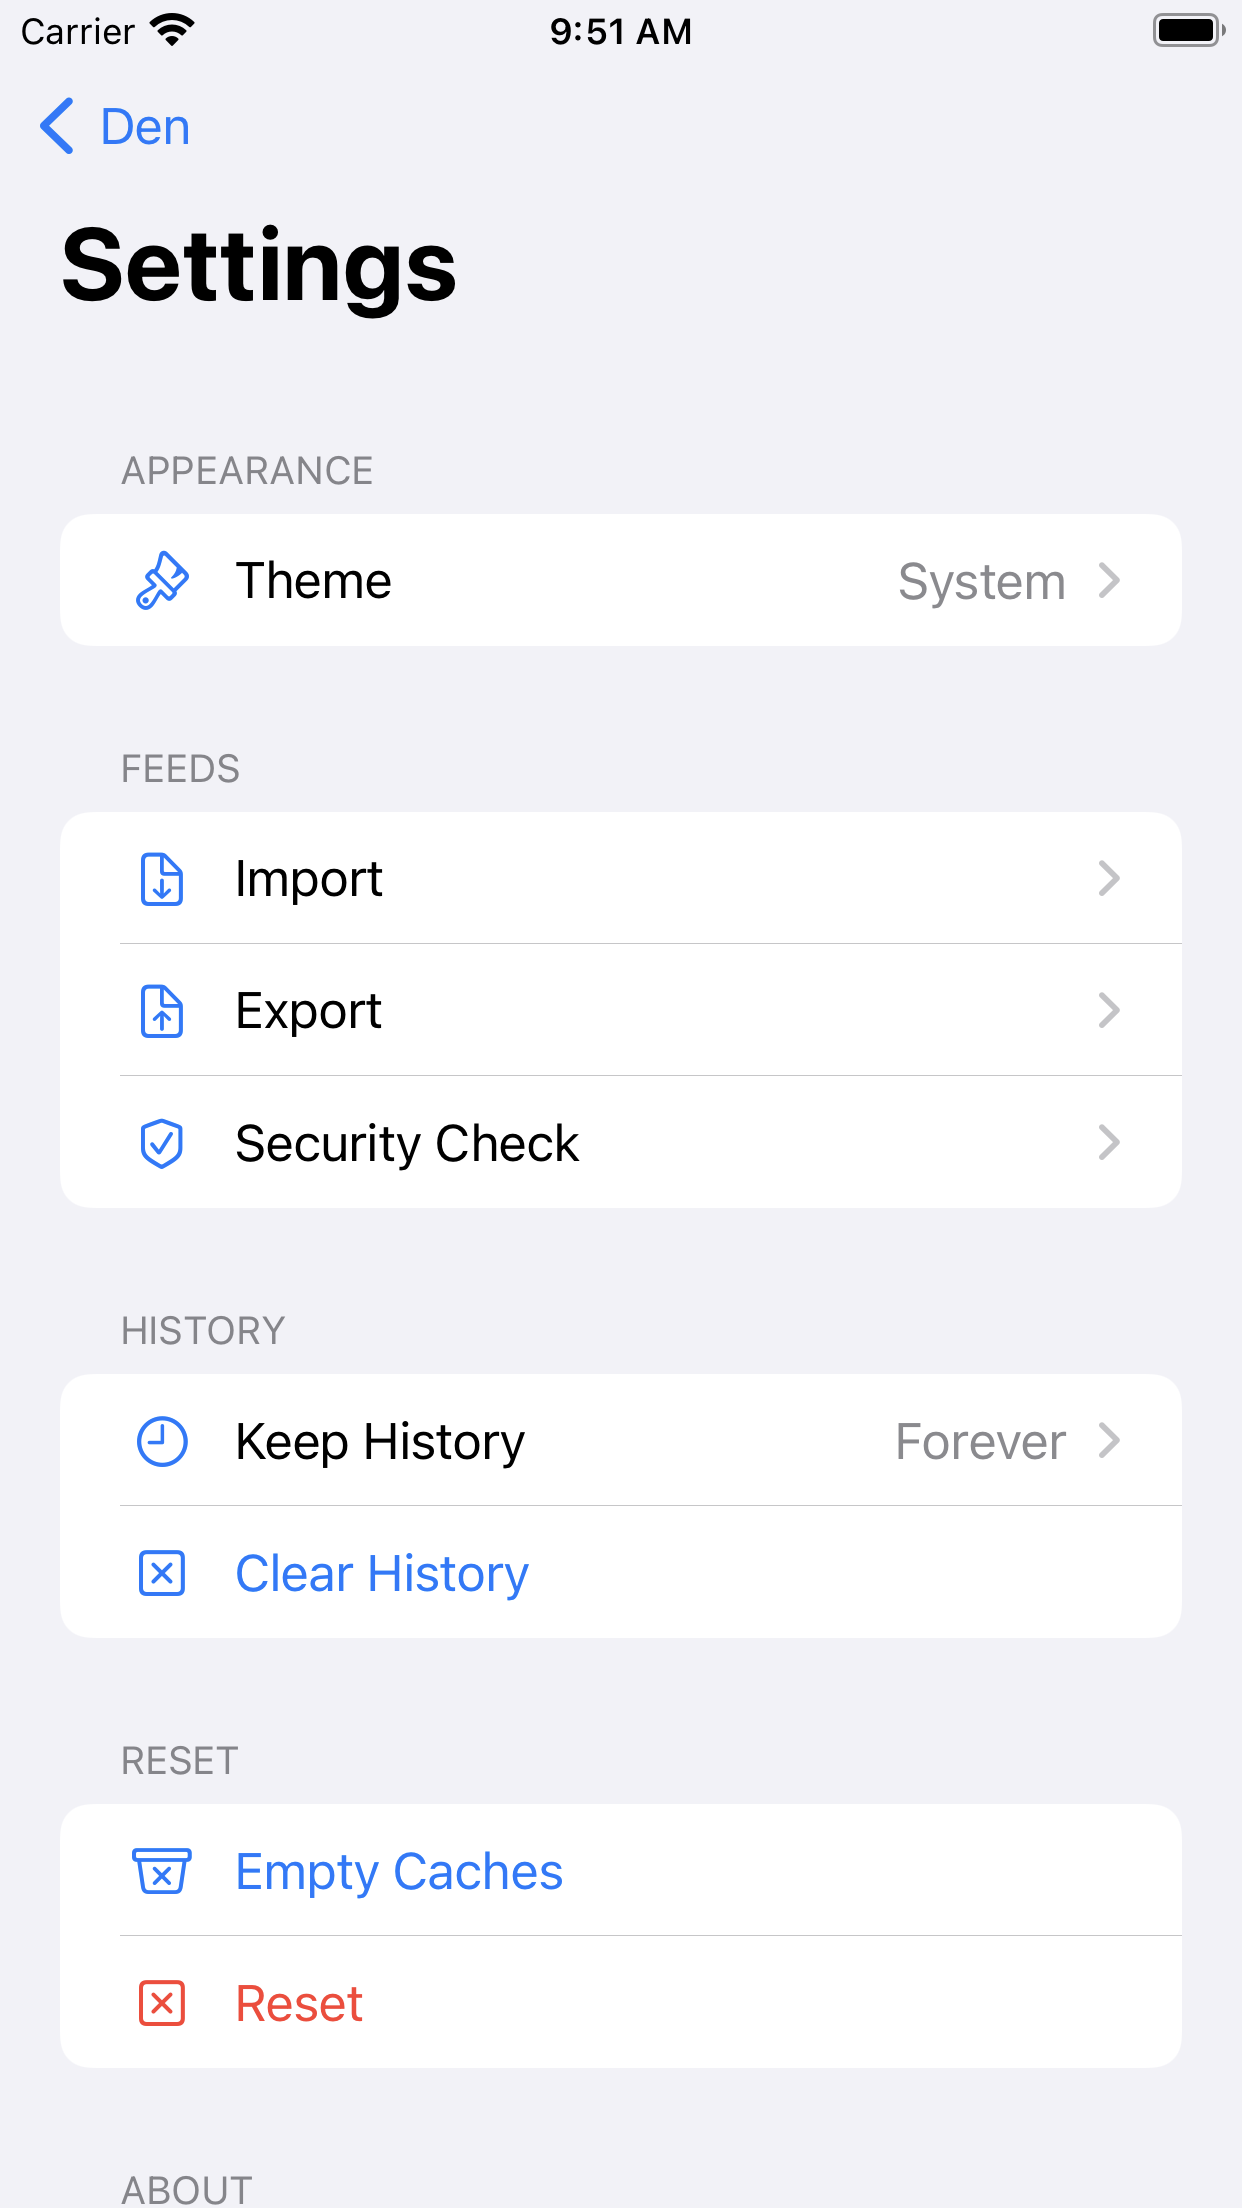 Carrier 9:51 AM
Den
Settings
APPEARANCE
Theme System
FEEDS
Import
Export
Security Check
HISTORY
Keep History Forever
Clear History
RESET
Empty Caches
Reset
ABOUT